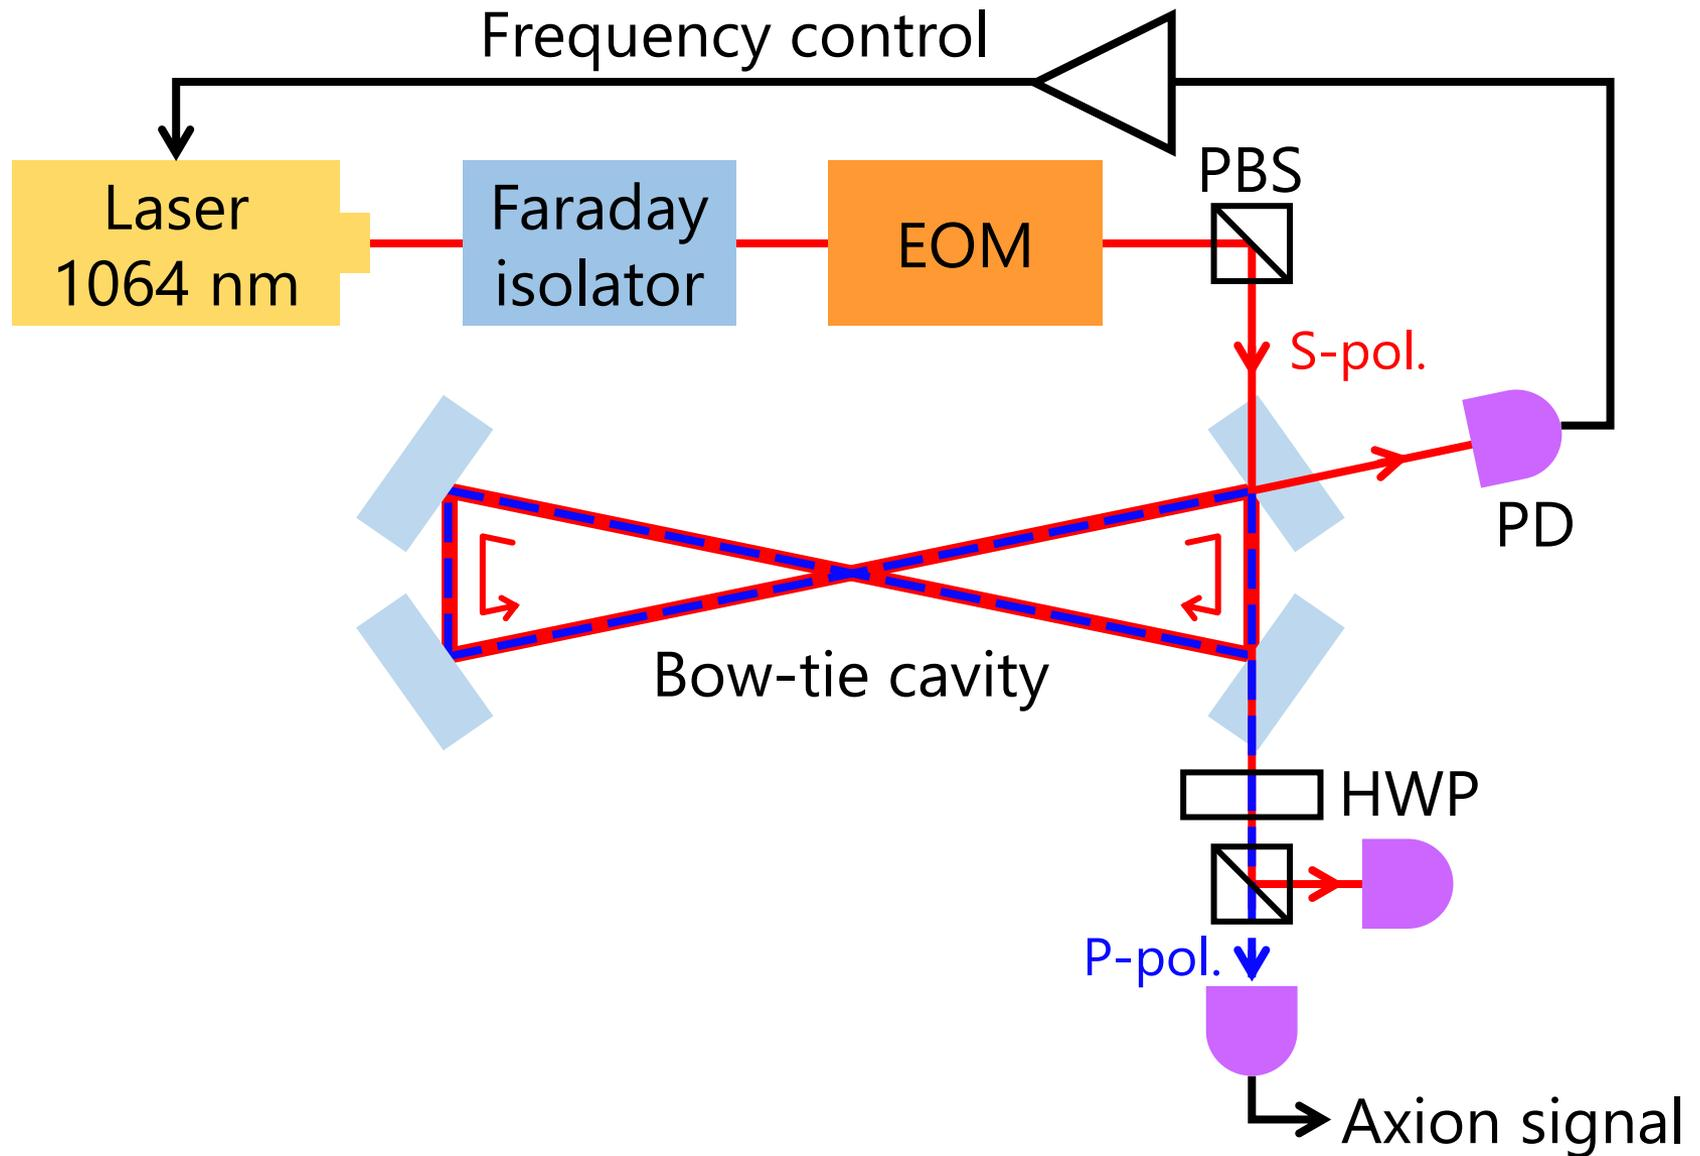 Frequency control
Laser
1064 nm
Faraday
isolator
EOM
PBS
S-pol.
PD
Bow-tie cavity
HWP
P-pol.
Axion signal